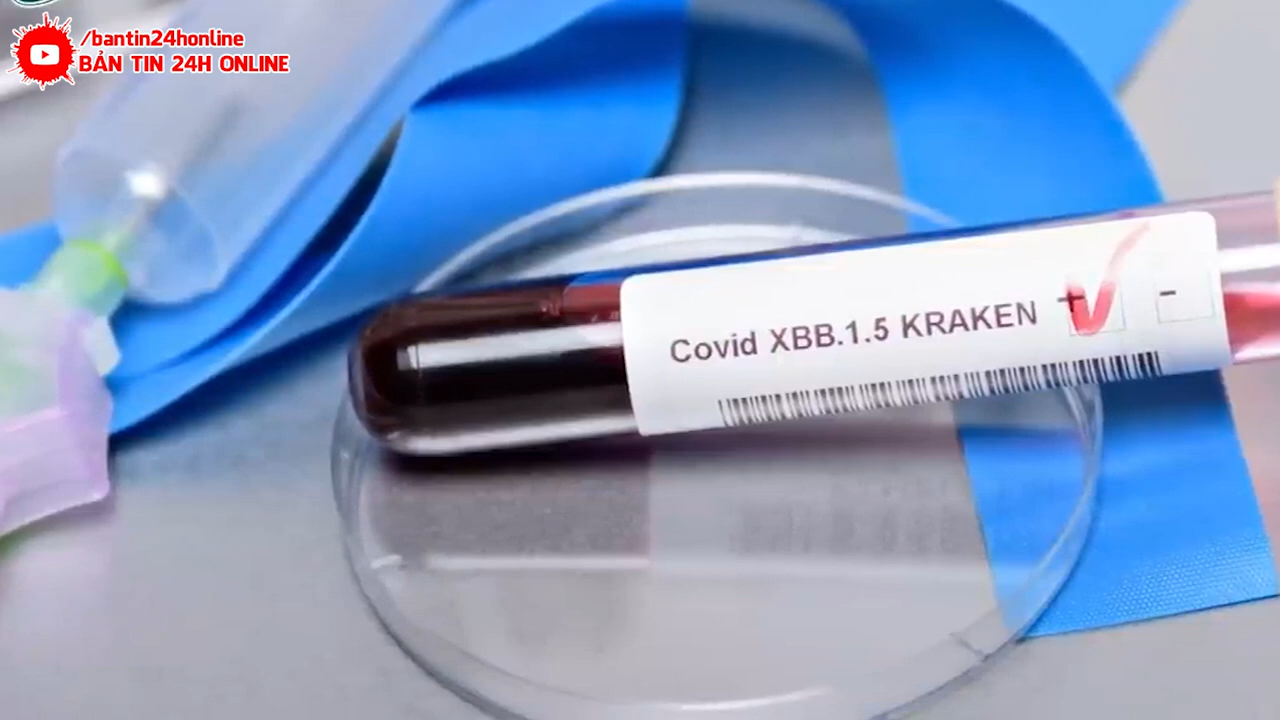 /bantin24honline
BẢN TIN 24H ONLINE
Covid XBB.1.5 KRAKEN + -